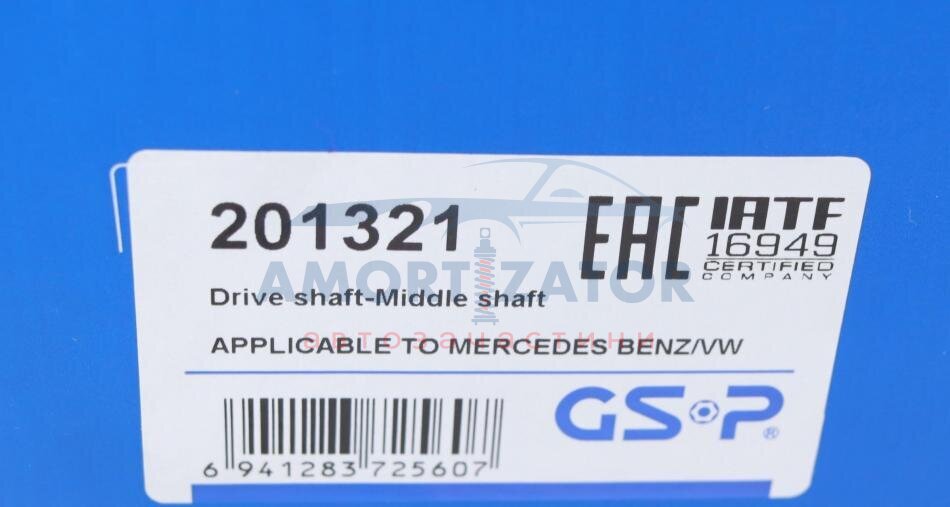 201321
EAC
IATF
16949
CERTIFIED
COMPANY
AMORTIZATOR
Drive shaft-Middle shaft
автозапчастини
APPLICABLE TO MERCEDES BENZ/VW
GSP®
6 941283 725607